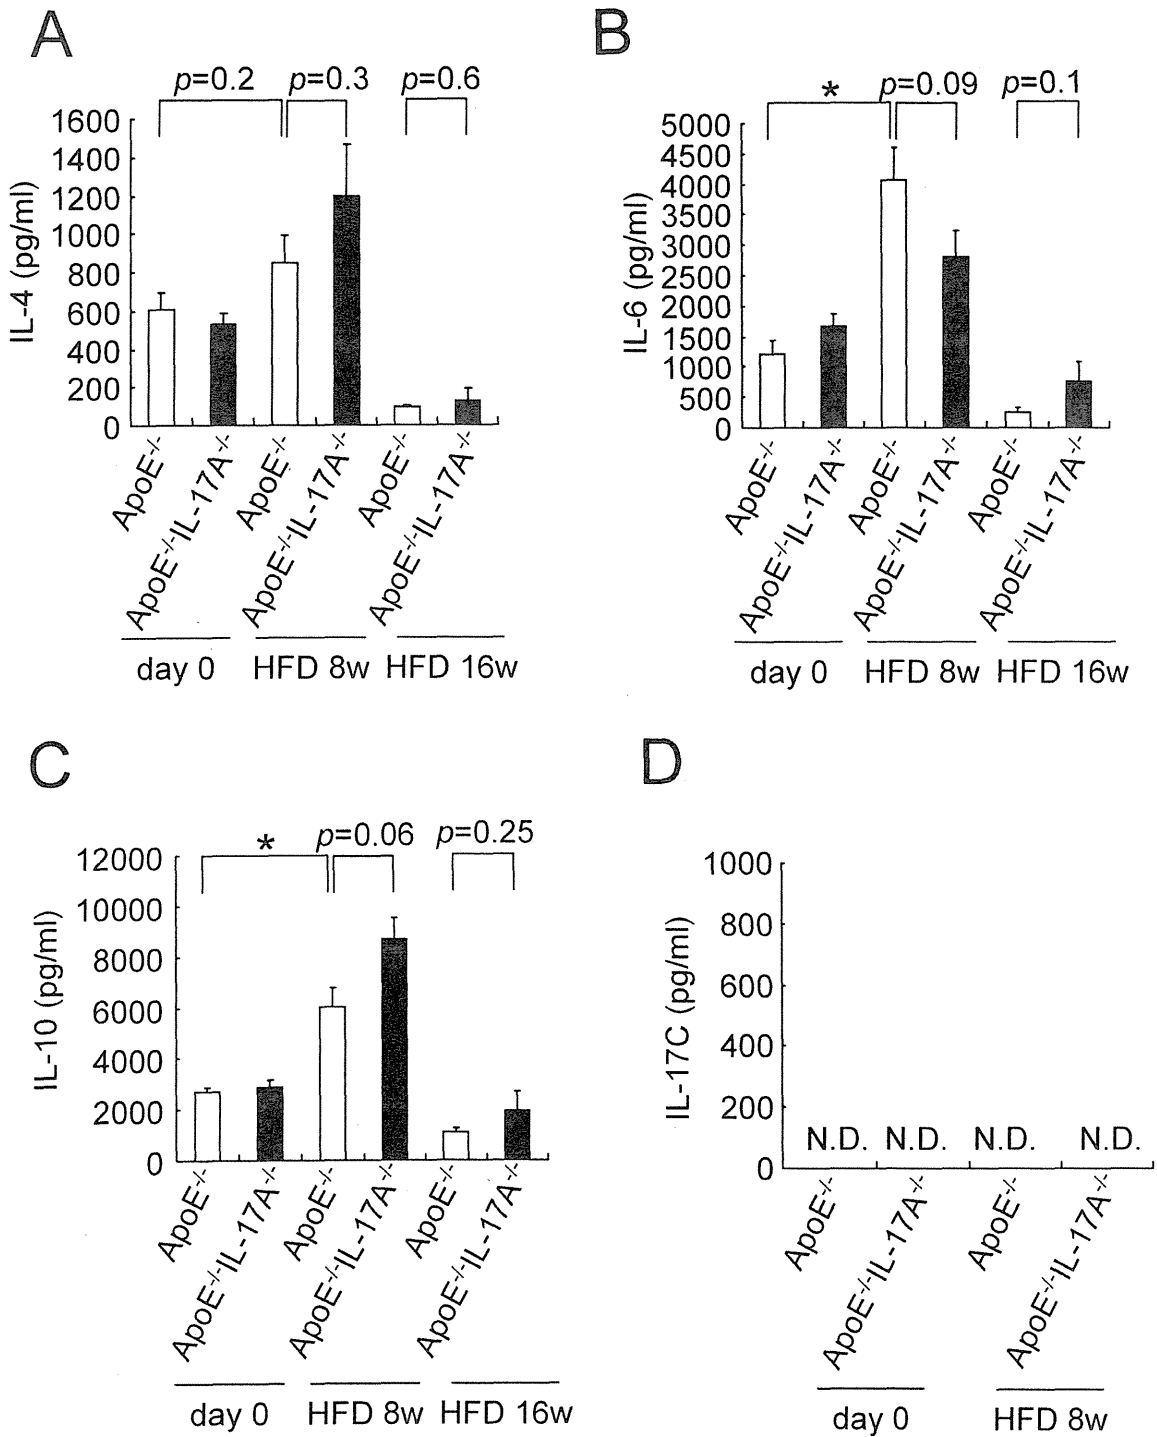 A
p=0.2 p=0.3 p=0.6
IL-4 (pg/ml)
1600
1400
1200
1000
800
600
400
200
0
ApoE-/-
ApoE-/-IL-17A-/-
ApoE-/-
ApoE-/-IL-17A-/-
ApoE-/-
ApoE-/-IL-17A-/-
day 0 HFD 8w HFD 16w
B
* p=0.09 p=0.1
IL-6 (pg/ml)
5000
4500
4000
3500
3000
2500
2000
1500
1000
500
0
ApoE-/-
ApoE-/-IL-17A-/-
ApoE-/-
ApoE-/-IL-17A-/-
ApoE-/-
ApoE-/-IL-17A-/-
day 0 HFD 8w HFD 16w
C
* p=0.06 p=0.25
IL-10 (pg/ml)
12000
10000
8000
6000
4000
2000
0
ApoE-/-
ApoE-/-IL-17A-/-
ApoE-/-
ApoE-/-IL-17A-/-
ApoE-/-
ApoE-/-IL-17A-/-
day 0 HFD 8w HFD 16w
D
IL-17C (pg/ml)
1000
800
600
400
200
0
N.D. N.D. N.D. N.D.
ApoE-/-
ApoE-/-IL-17A-/-
ApoE-/-
ApoE-/-IL-17A-/-
day 0 HFD 8w